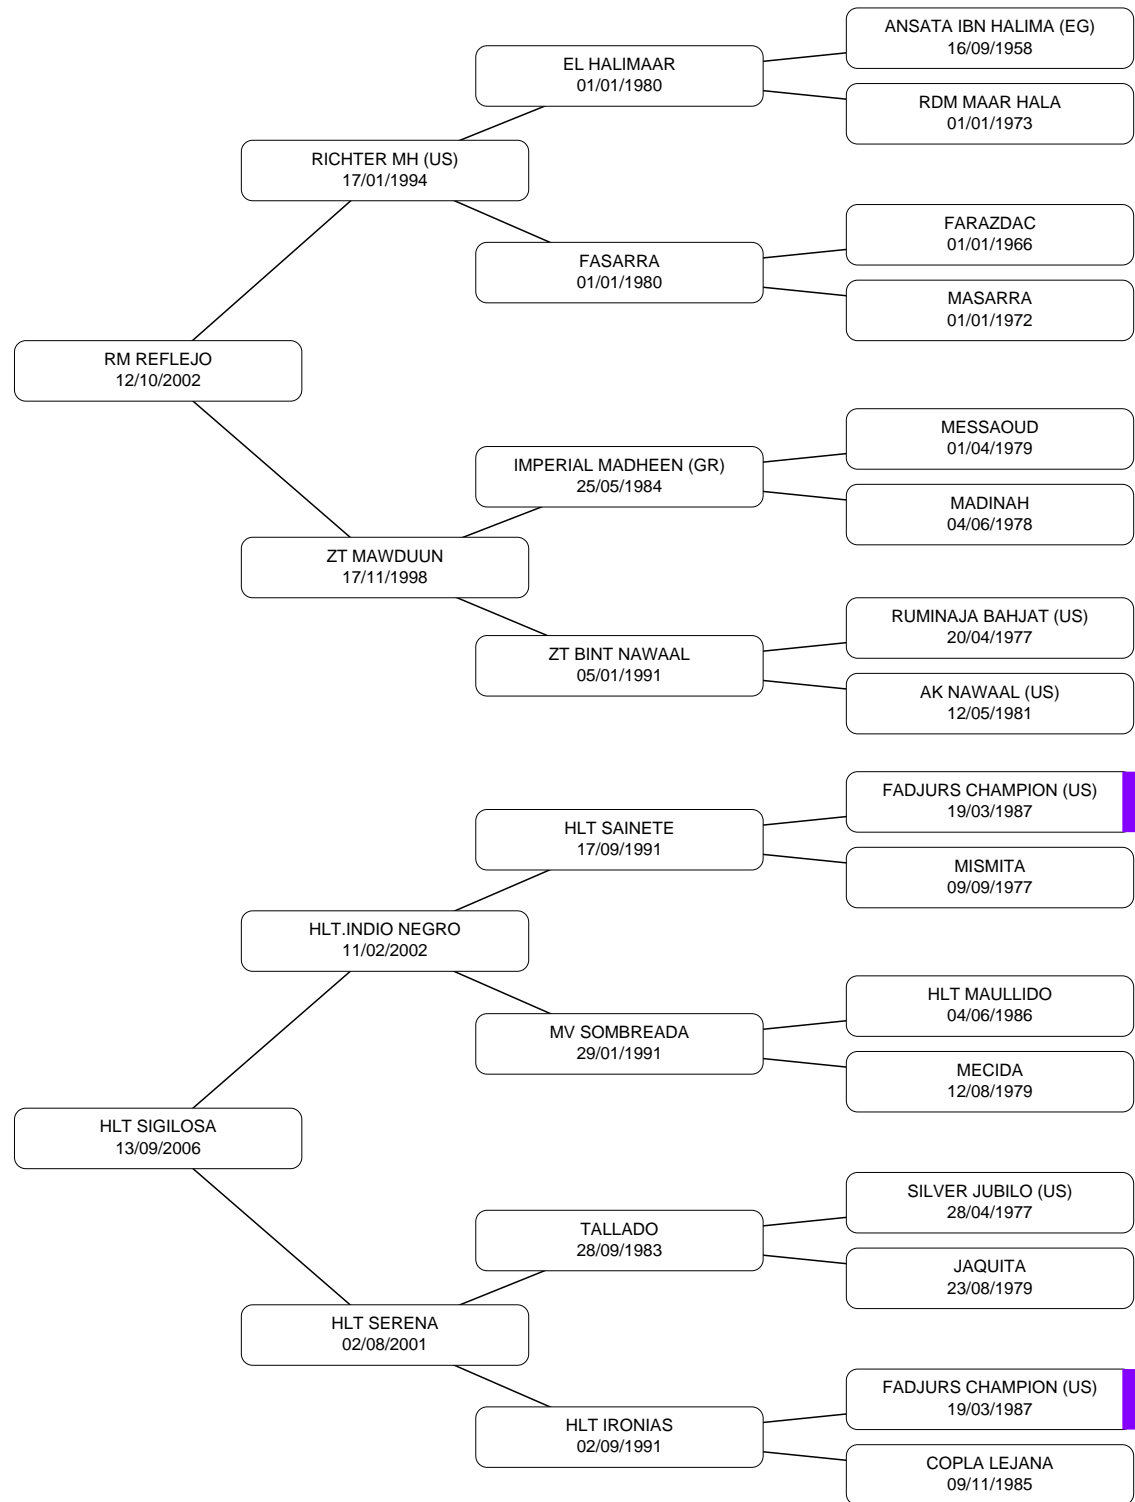 ANSATA IBN HALIMA (EG)
16/09/1958
EL HALIMAAR
01/01/1980
RDM MAAR HALA
01/01/1973
RICHTER MH (US)
17/01/1994
FARAZDAC
01/01/1966
FASARRA
01/01/1980
MASARRA
01/01/1972
RM REFLEJO
12/10/2002
MESSAOUD
01/04/1979
IMPERIAL MADHEEN (GR)
25/05/1984
MADINAH
04/06/1978
ZT MAWDUUN
17/11/1998
RUMINAJA BAHJAT (US)
20/04/1977
ZT BINT NAWAAL
05/01/1991
AK NAWAAL (US)
12/05/1981
FADJURS CHAMPION (US)
19/03/1987
HLT SAINETE
17/09/1991
MISMITA
09/09/1977
HLT.INDIO NEGRO
11/02/2002
HLT MAULLIDO
04/06/1986
MV SOMBREADA
29/01/1991
MECIDA
12/08/1979
HLT SIGILOSA
13/09/2006
SILVER JUBILO (US)
28/04/1977
TALLADO
28/09/1983
JAQUITA
23/08/1979
HLT SERENA
02/08/2001
FADJURS CHAMPION (US)
19/03/1987
HLT IRONIAS
02/09/1991
COPLA LEJANA
09/11/1985